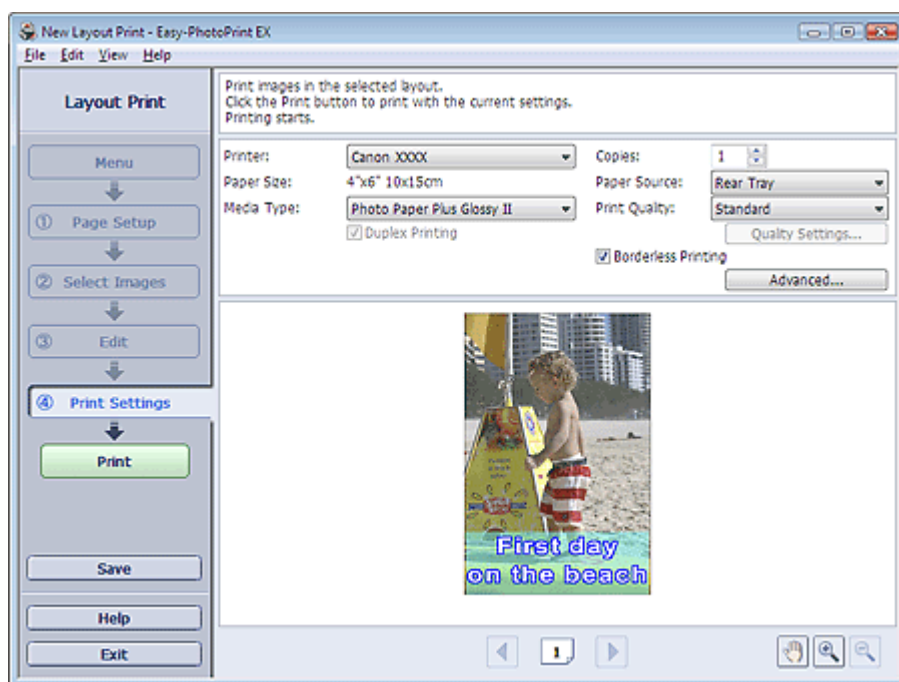 New Layout Print - Easy-PhotoPrint EX
File Edit View Help
Layout Print
Menu
① Page Setup
② Select Images
③ Edit
④ Print Settings
Print
Save
Help
Exit
Print images in the selected layout.
Click the Print button to print with the current settings.
Printing starts.
Printer: Canon XXXX Copies: 1
Paper Size: 4"x6" 10x15cm Paper Source: Rear Tray
Media Type: Photo Paper Plus Glossy II Print Quality: Standard
Duplex Printing Quality Settings...
Borderless Printing
Advanced...
First day
on the beach
1